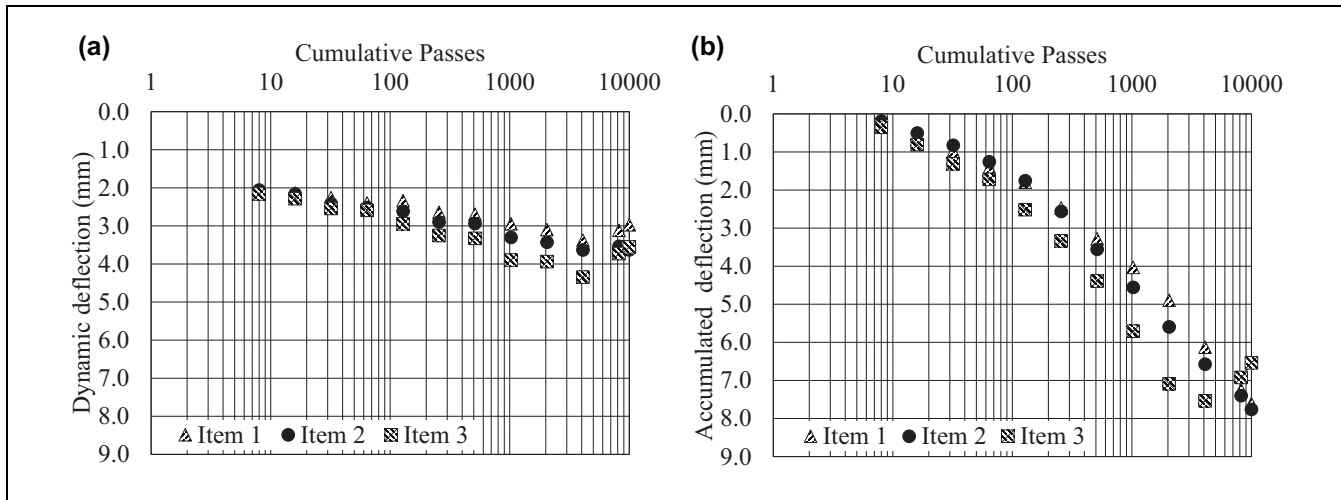 (a)
Cumulative Passes
1 10 100 1000 10000
0.0
1.0
2.0
3.0
4.0
5.0
6.0
7.0
8.0
9.0
Dynamic deflection (mm)
Item 1 Item 2 Item 3
(b)
Cumulative Passes
1 10 100 1000 10000
0.0
1.0
2.0
3.0
4.0
5.0
6.0
7.0
8.0
9.0
Accumulated deflection (mm)
Item 1 Item 2 Item 3